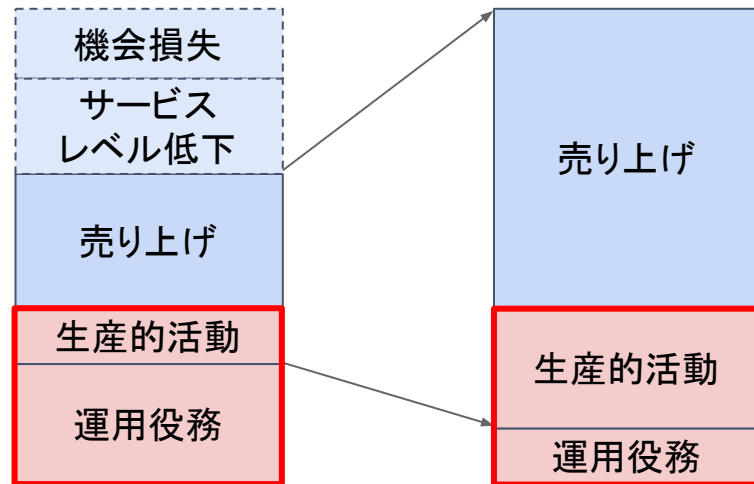 機会損失
サービス
レベル低下
売り上げ
生産的活動
運用役務
売り上げ
生産的活動
運用役務